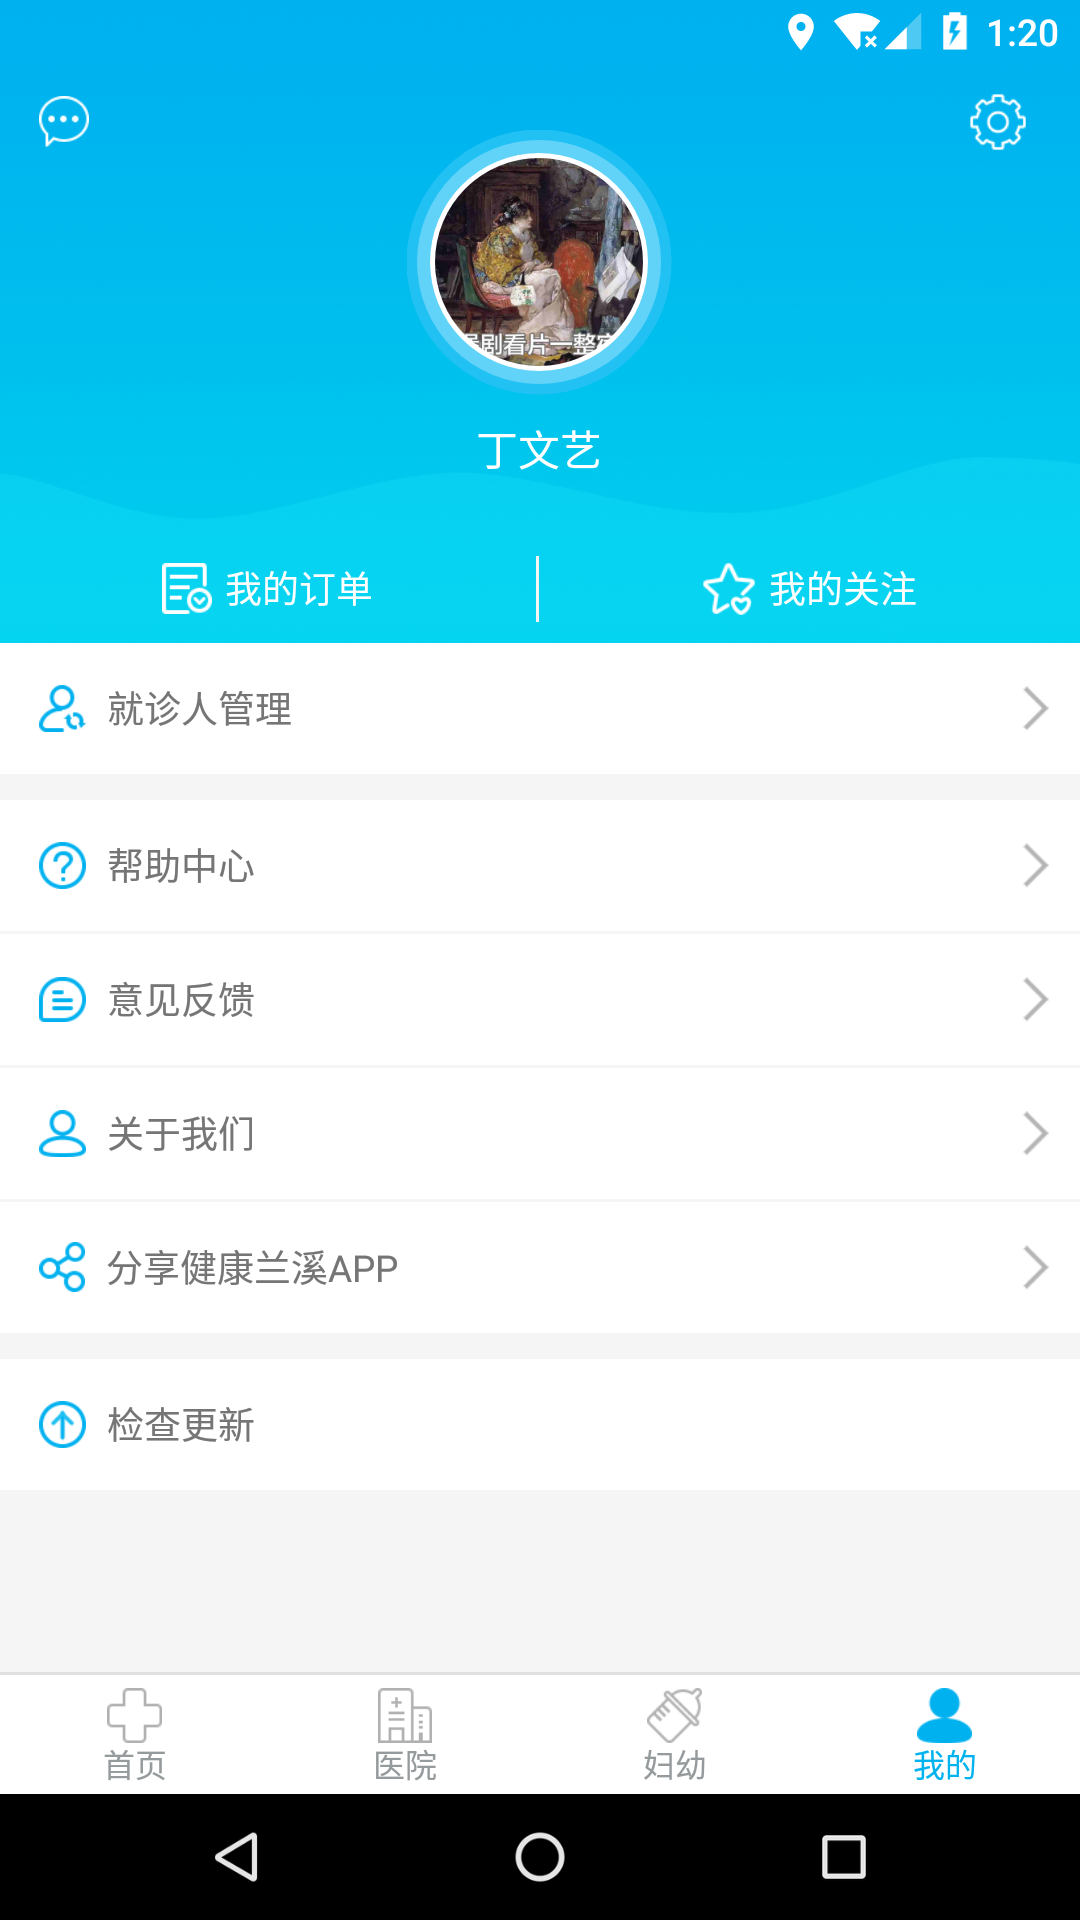 1:20
剧看片一整
丁文艺
我的订单
我的关注
就诊人管理
帮助中心
意见反馈
关于我们
分享健康兰溪APP
检查更新
首页
医院
妇幼
我的